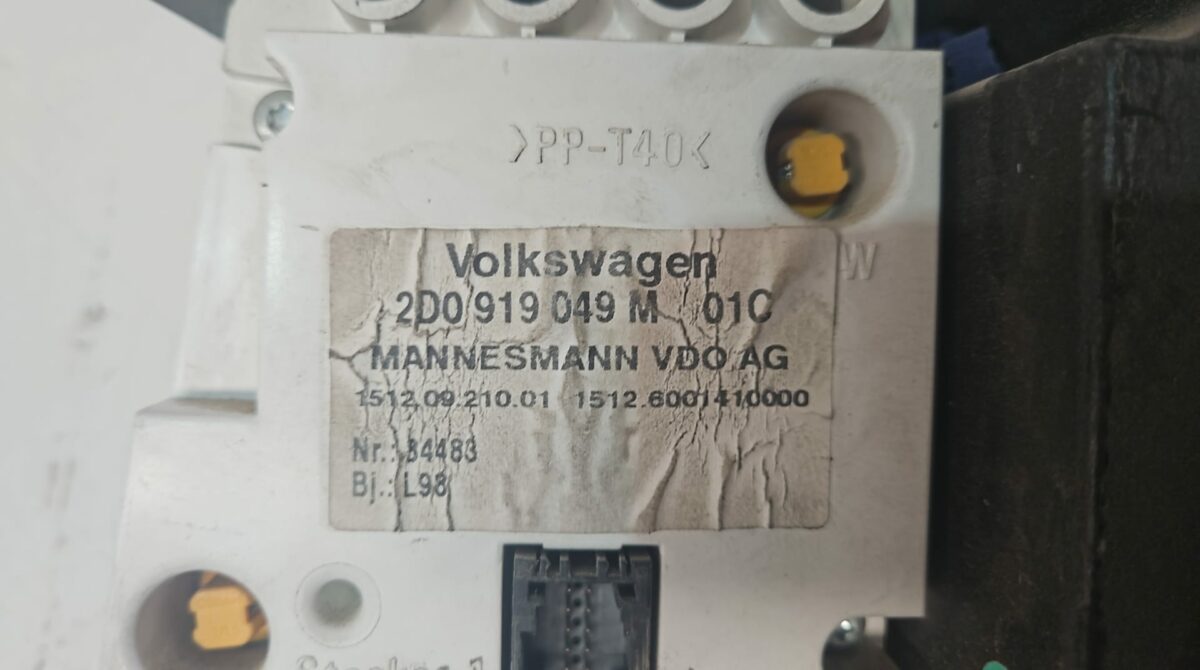 >PP-T40<
W
Volkswagen
2D0 919 049 M 01C
MANNESMANN VDO AG
1512.09.210.01 1512.6001410000
Nr.: 34483
Bj.: L98